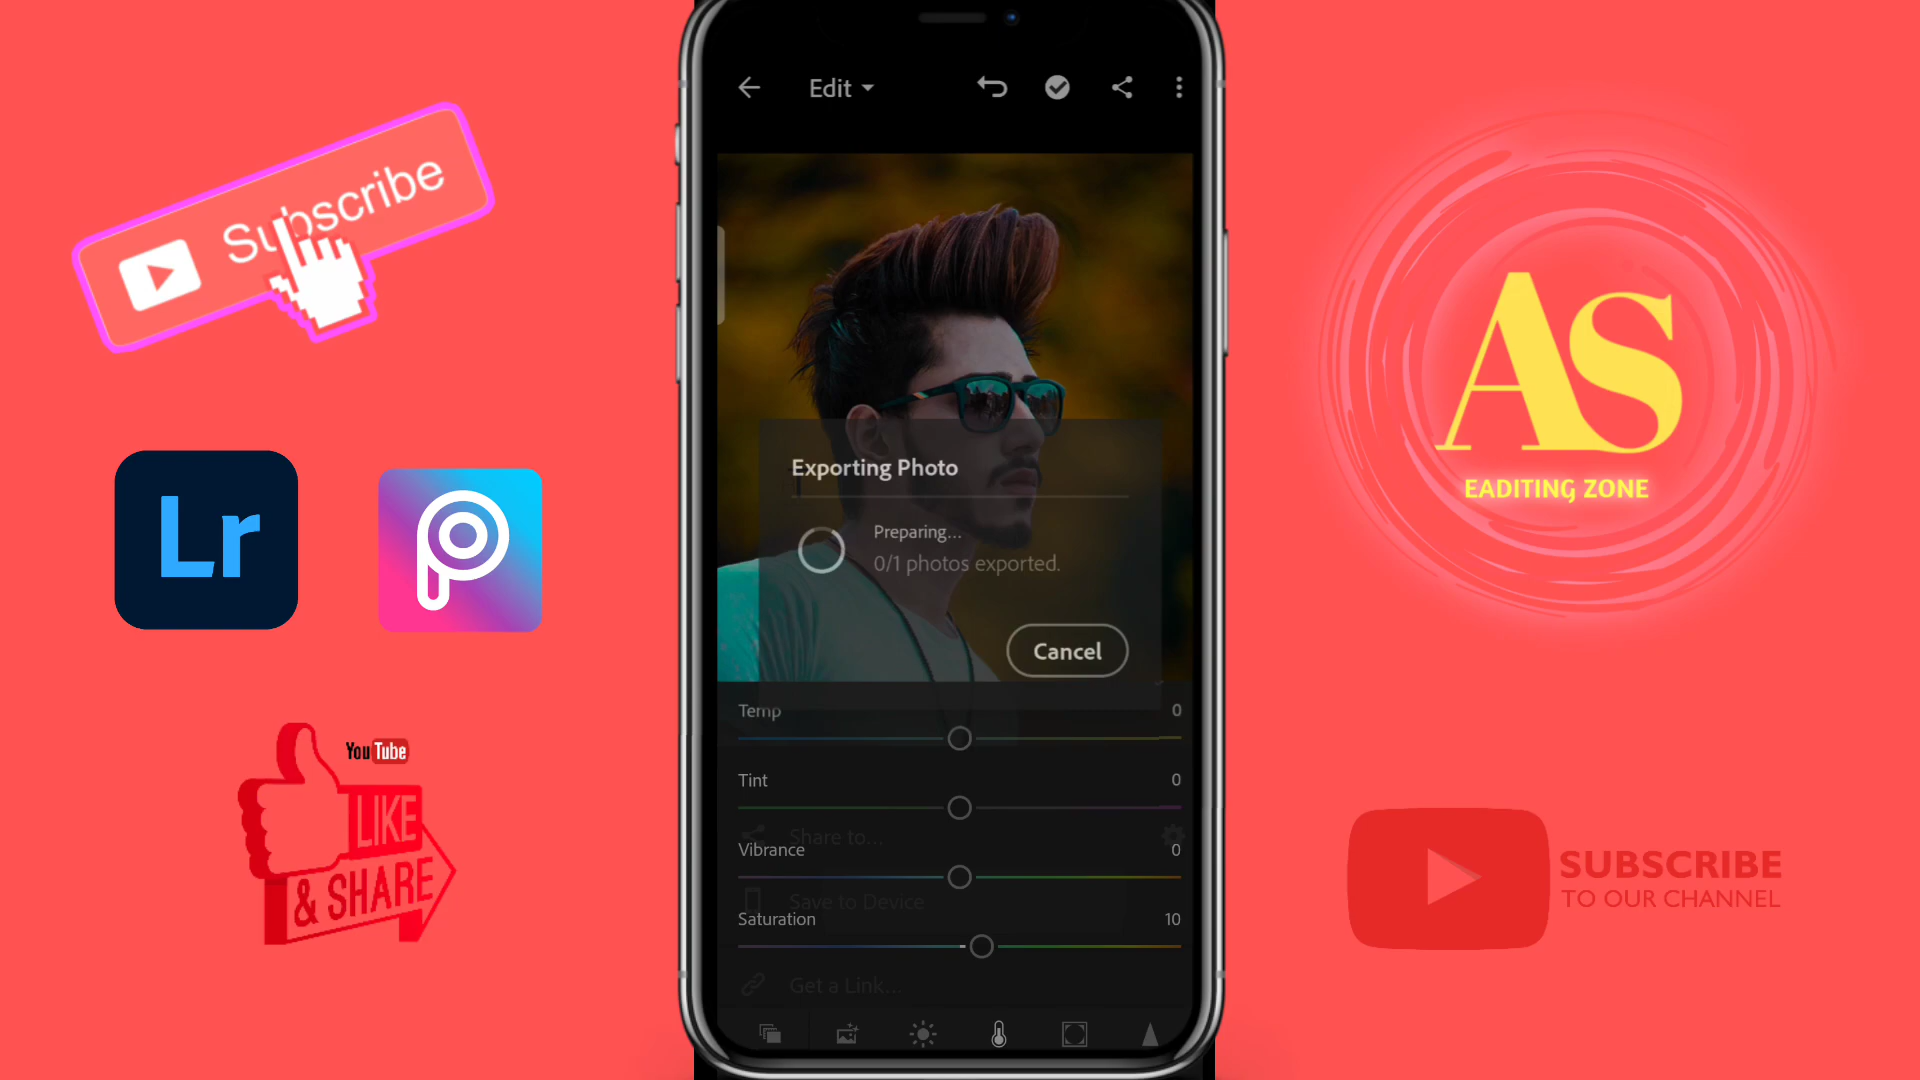 Subscribe
Lr
YouTube
LIKE
& SHARE
Edit
Exporting Photo
Preparing...
0/1 photos exported.
Cancel
Temp 0
Tint 0
Share to...
Vibrance 0
Save to Device
Saturation 10
Get a Link...
AS
EADITING ZONE
SUBSCRIBE
TO OUR CHANNEL